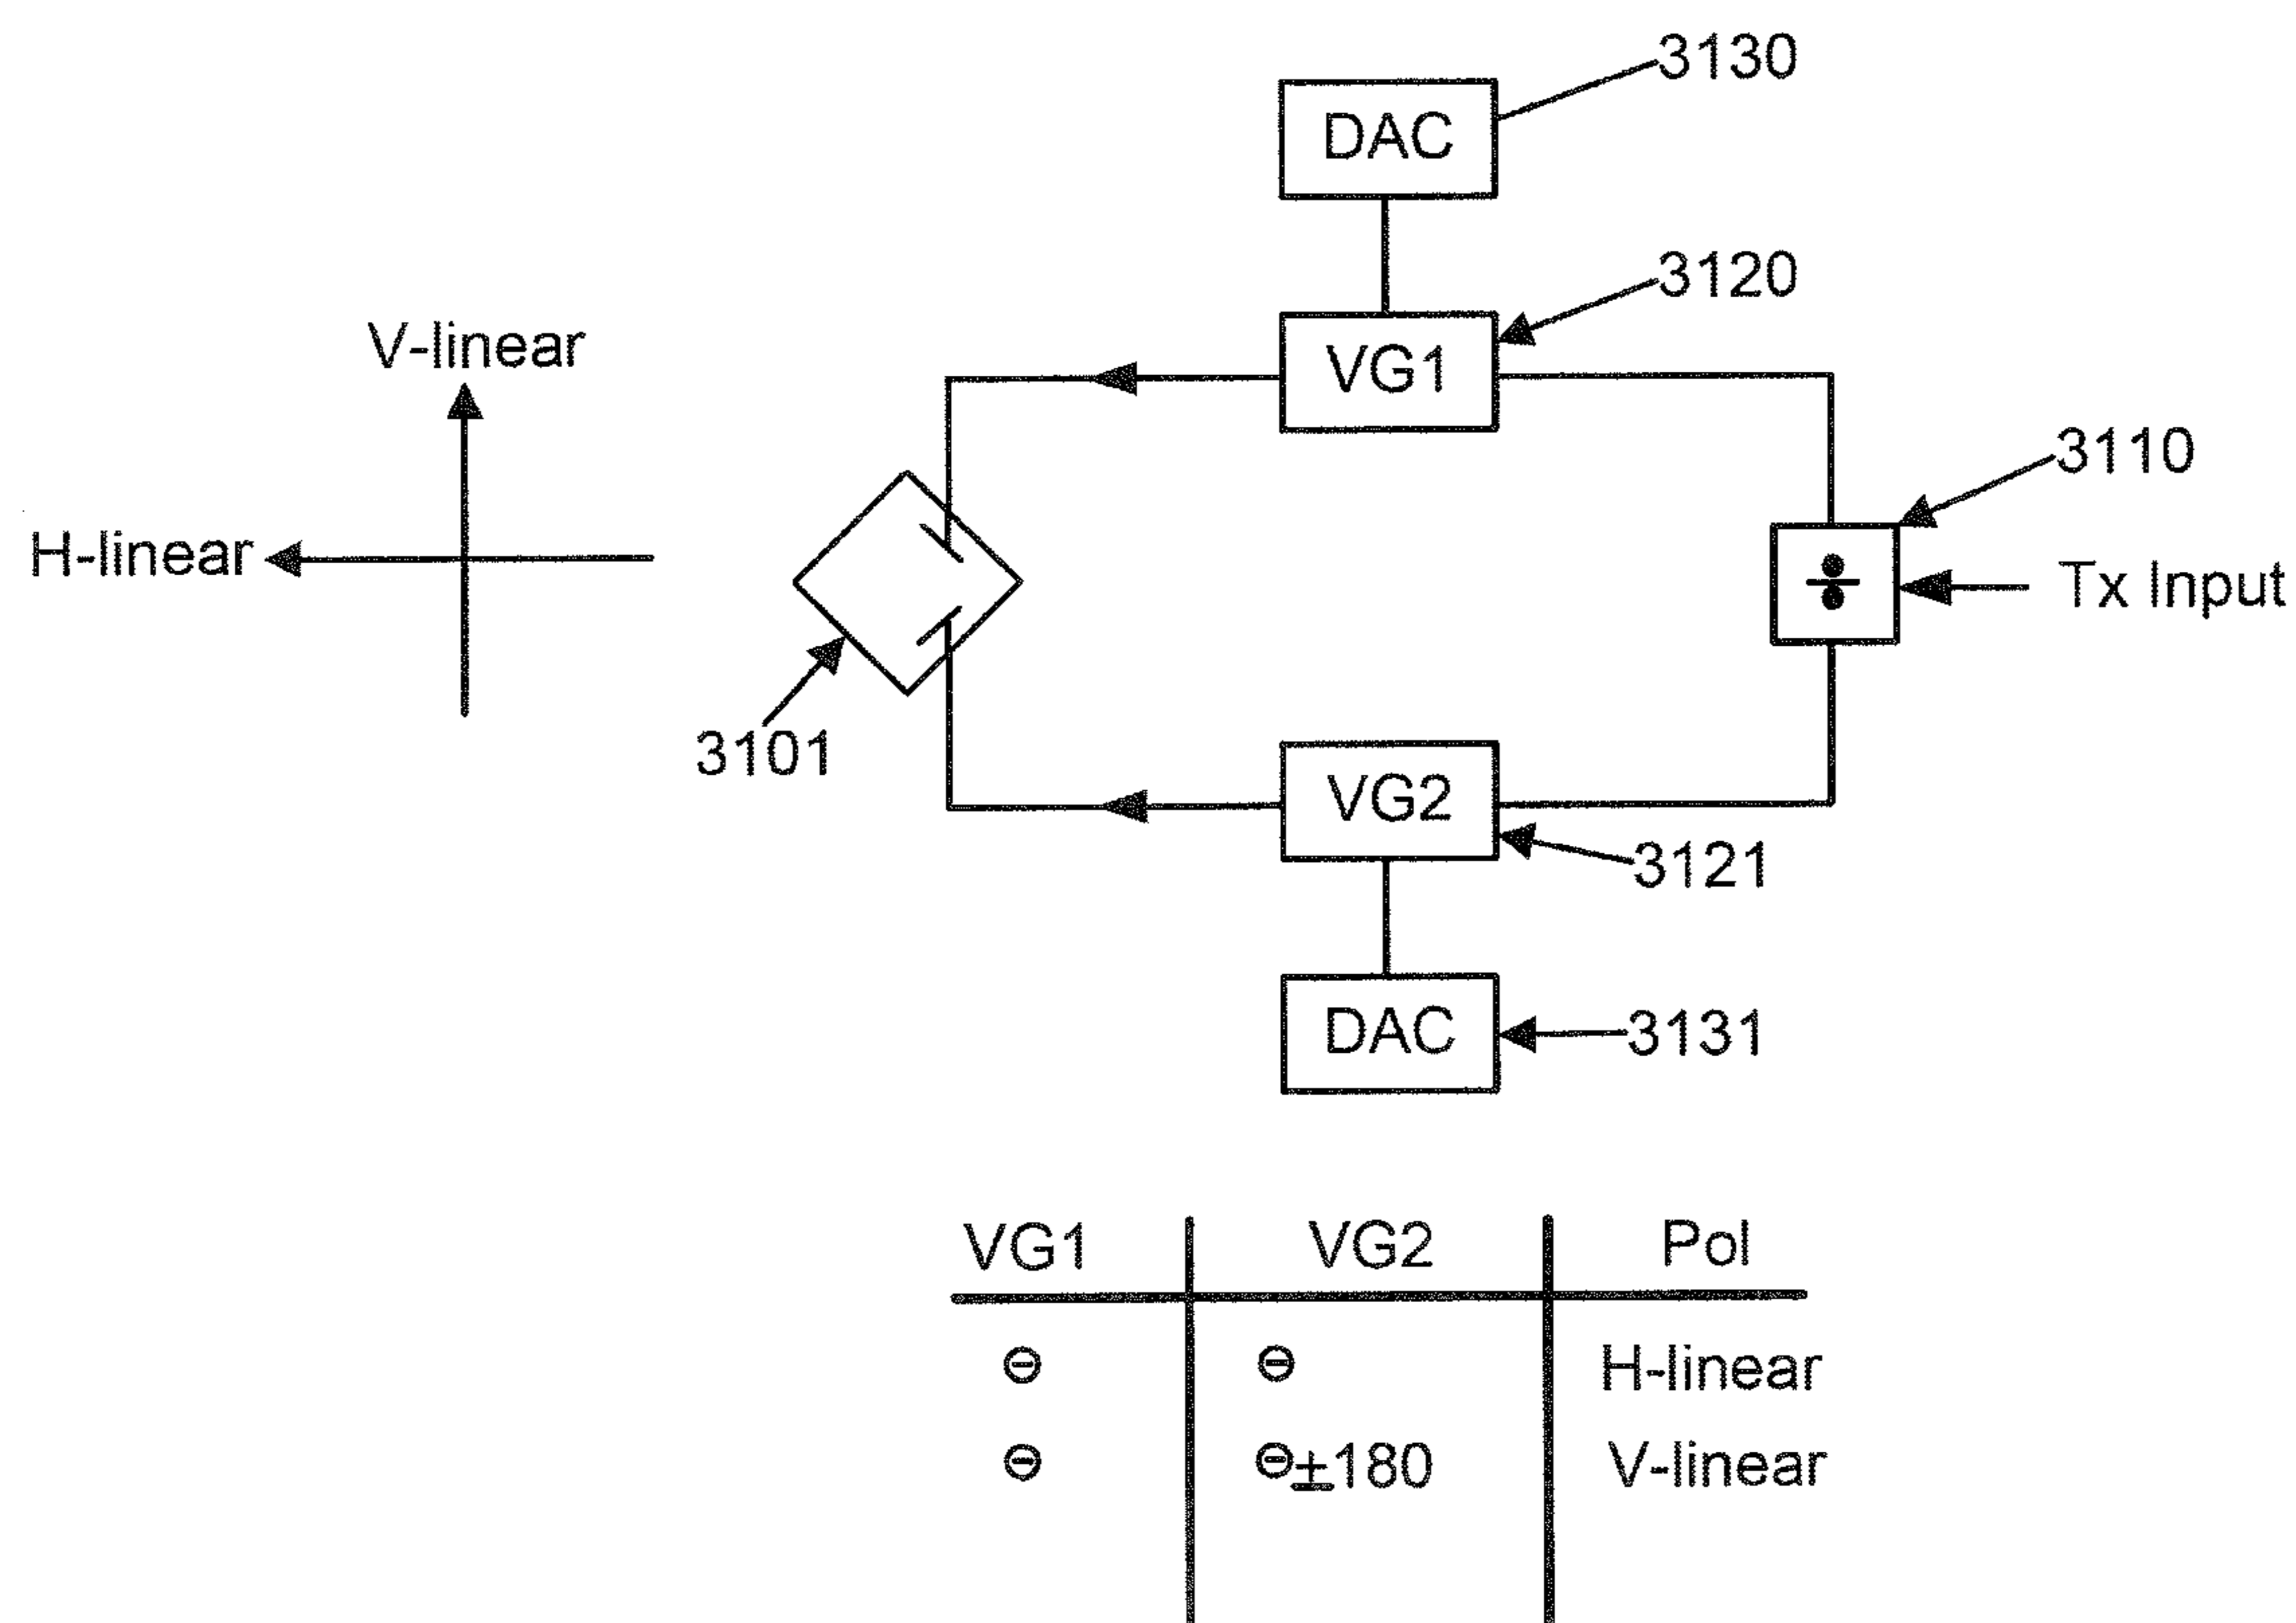 3130
DAC
3120
VG1
V-linear
3110
H-linear
÷
Tx Input
3101
VG2
3121
DAC
3131
VG1 VG2 Pol
Θ Θ H-linear
Θ Θ±180 V-linear